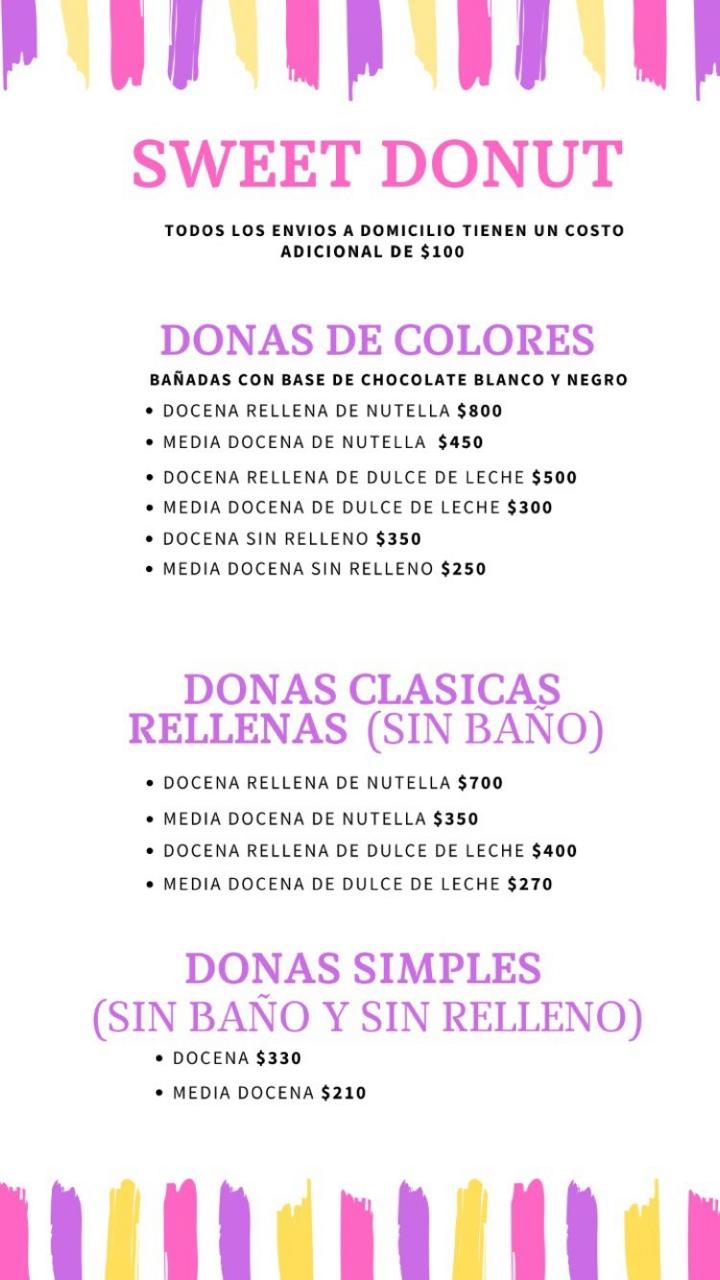 SWEET DONUT
TODOS LOS ENVIOS A DOMICILIO TIENEN UN COSTO
ADICIONAL DE $100
DONAS DE COLORES
BAÑADAS CON BASE DE CHOCOLATE BLANCO Y NEGRO
• DOCENA RELLENA DE NUTELLA $800
• MEDIA DOCENA DE NUTELLA $450
• DOCENA RELLENA DE DULCE DE LECHE $500
• MEDIA DOCENA DE DULCE DE LECHE $300
• DOCENA SIN RELLENO $350
• MEDIA DOCENA SIN RELLENO $250
DONAS CLASICAS
RELLENAS (SIN BAÑO)
• DOCENA RELLENA DE NUTELLA $700
• MEDIA DOCENA DE NUTELLA $350
• DOCENA RELLENA DE DULCE DE LECHE $400
• MEDIA DOCENA DE DULCE DE LECHE $270
DONAS SIMPLES
(SIN BAÑO Y SIN RELLENO)
• DOCENA $330
• MEDIA DOCENA $210